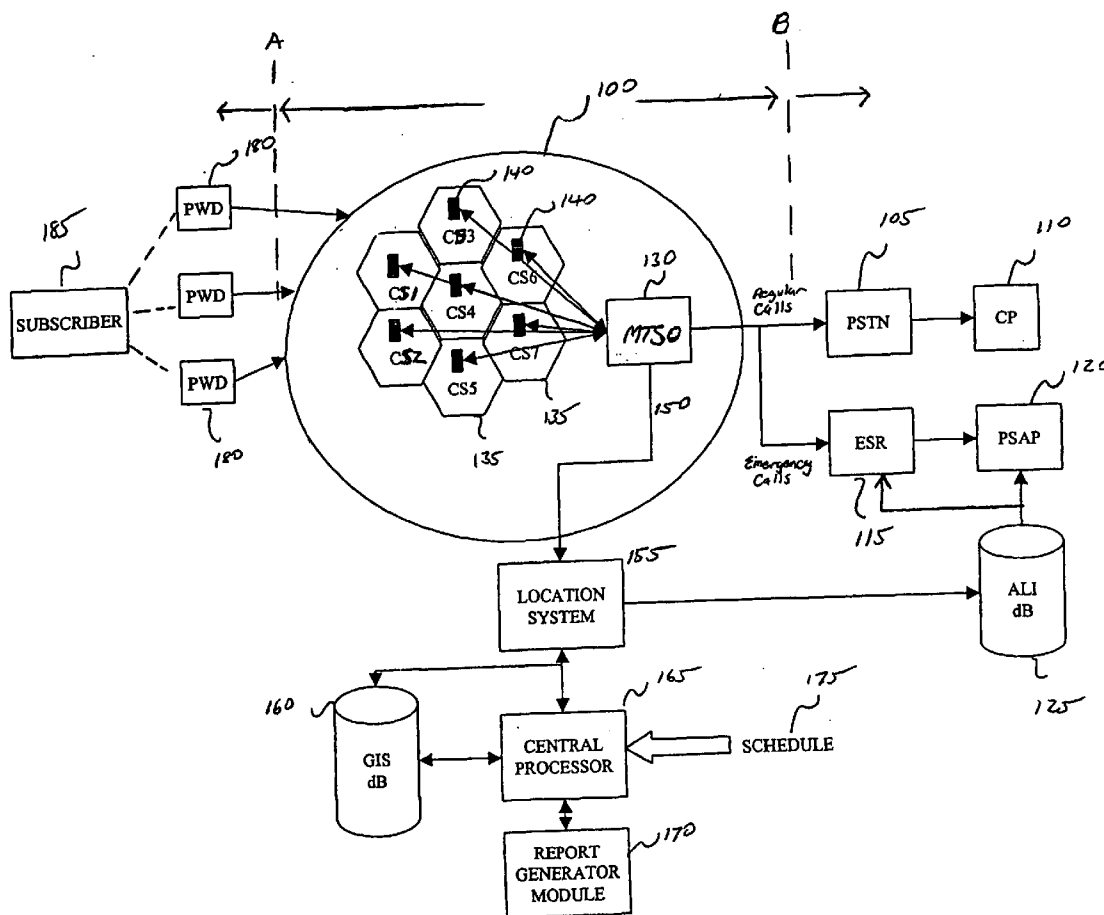 A
B
100
180
140
140
185
PWD
CS3
CS6
130
105
110
SUBSCRIBER
PWD
CS1
CS4
MTSO
Regular
Calls
PSTN
CP
CS2
CS7
120
PWD
CS5
135
150
ESR
PSAP
180
135
Emergency
Calls
115
155
LOCATION
SYSTEM
ALI
dB
160
165
175
125
GIS
dB
CENTRAL
PROCESSOR
SCHEDULE
REPORT
GENERATOR
MODULE
170